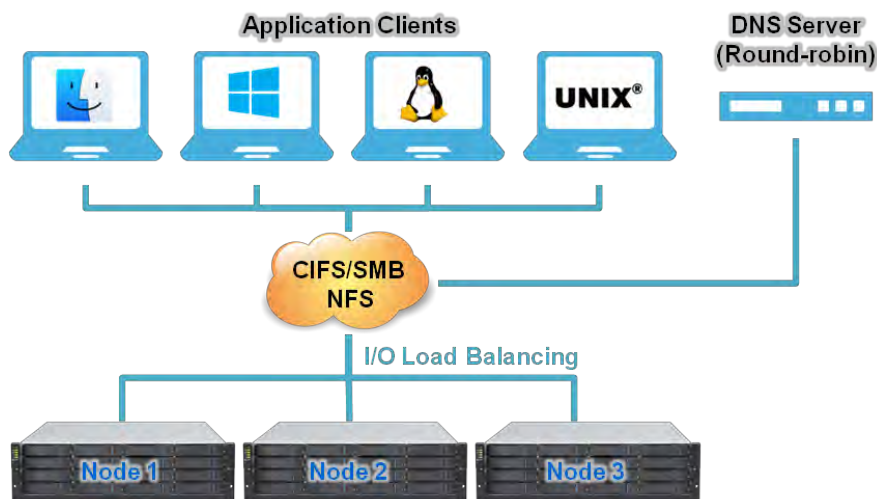 Application Clients
DNS Server
(Round-robin)
UNIX®
CIFS/SMB
NFS
I/O Load Balancing
Node 1
Node 2
Node 3